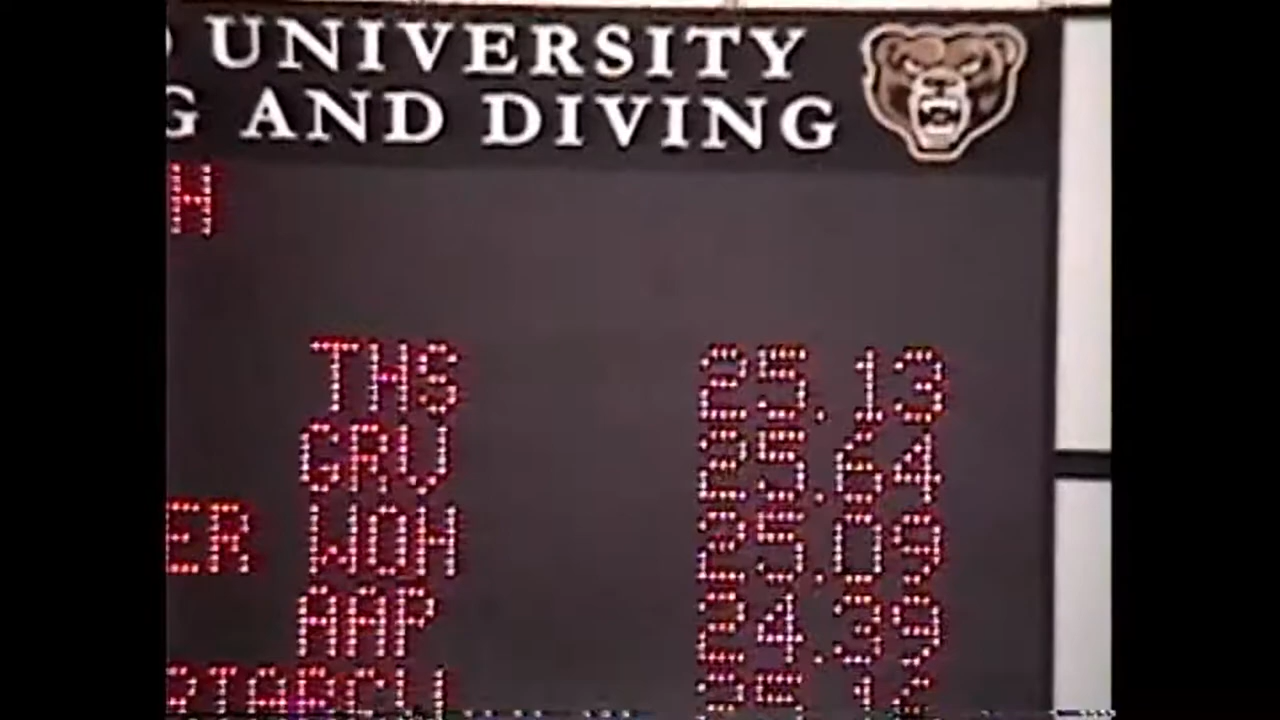 UNIVERSITY
G AND DIVING
H
THS 25.13
GRV 25.64
ER WOH 25.09
AAP 24.39